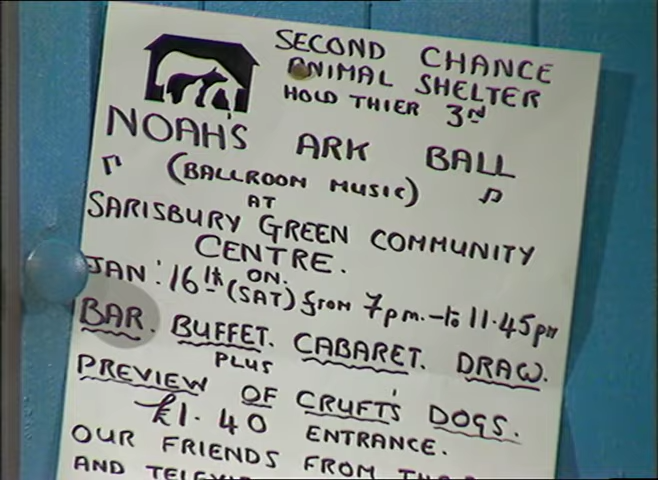 SECOND CHANCE
ANIMAL SHELTER
HOLD THIER 3RD
NOAH'S ARK BALL
(BALLROOM MUSIC)
AT
SARISBURY GREEN COMMUNITY
CENTRE.
ON.
JAN: 16th (SAT) from 7pm.-to 11.45pm
BAR. BUFFET. CABARET. DRAW.
PLUS
PREVIEW OF CRUFT'S DOGS.
£1.40 ENTRANCE.
OUR FRIENDS FROM
AND